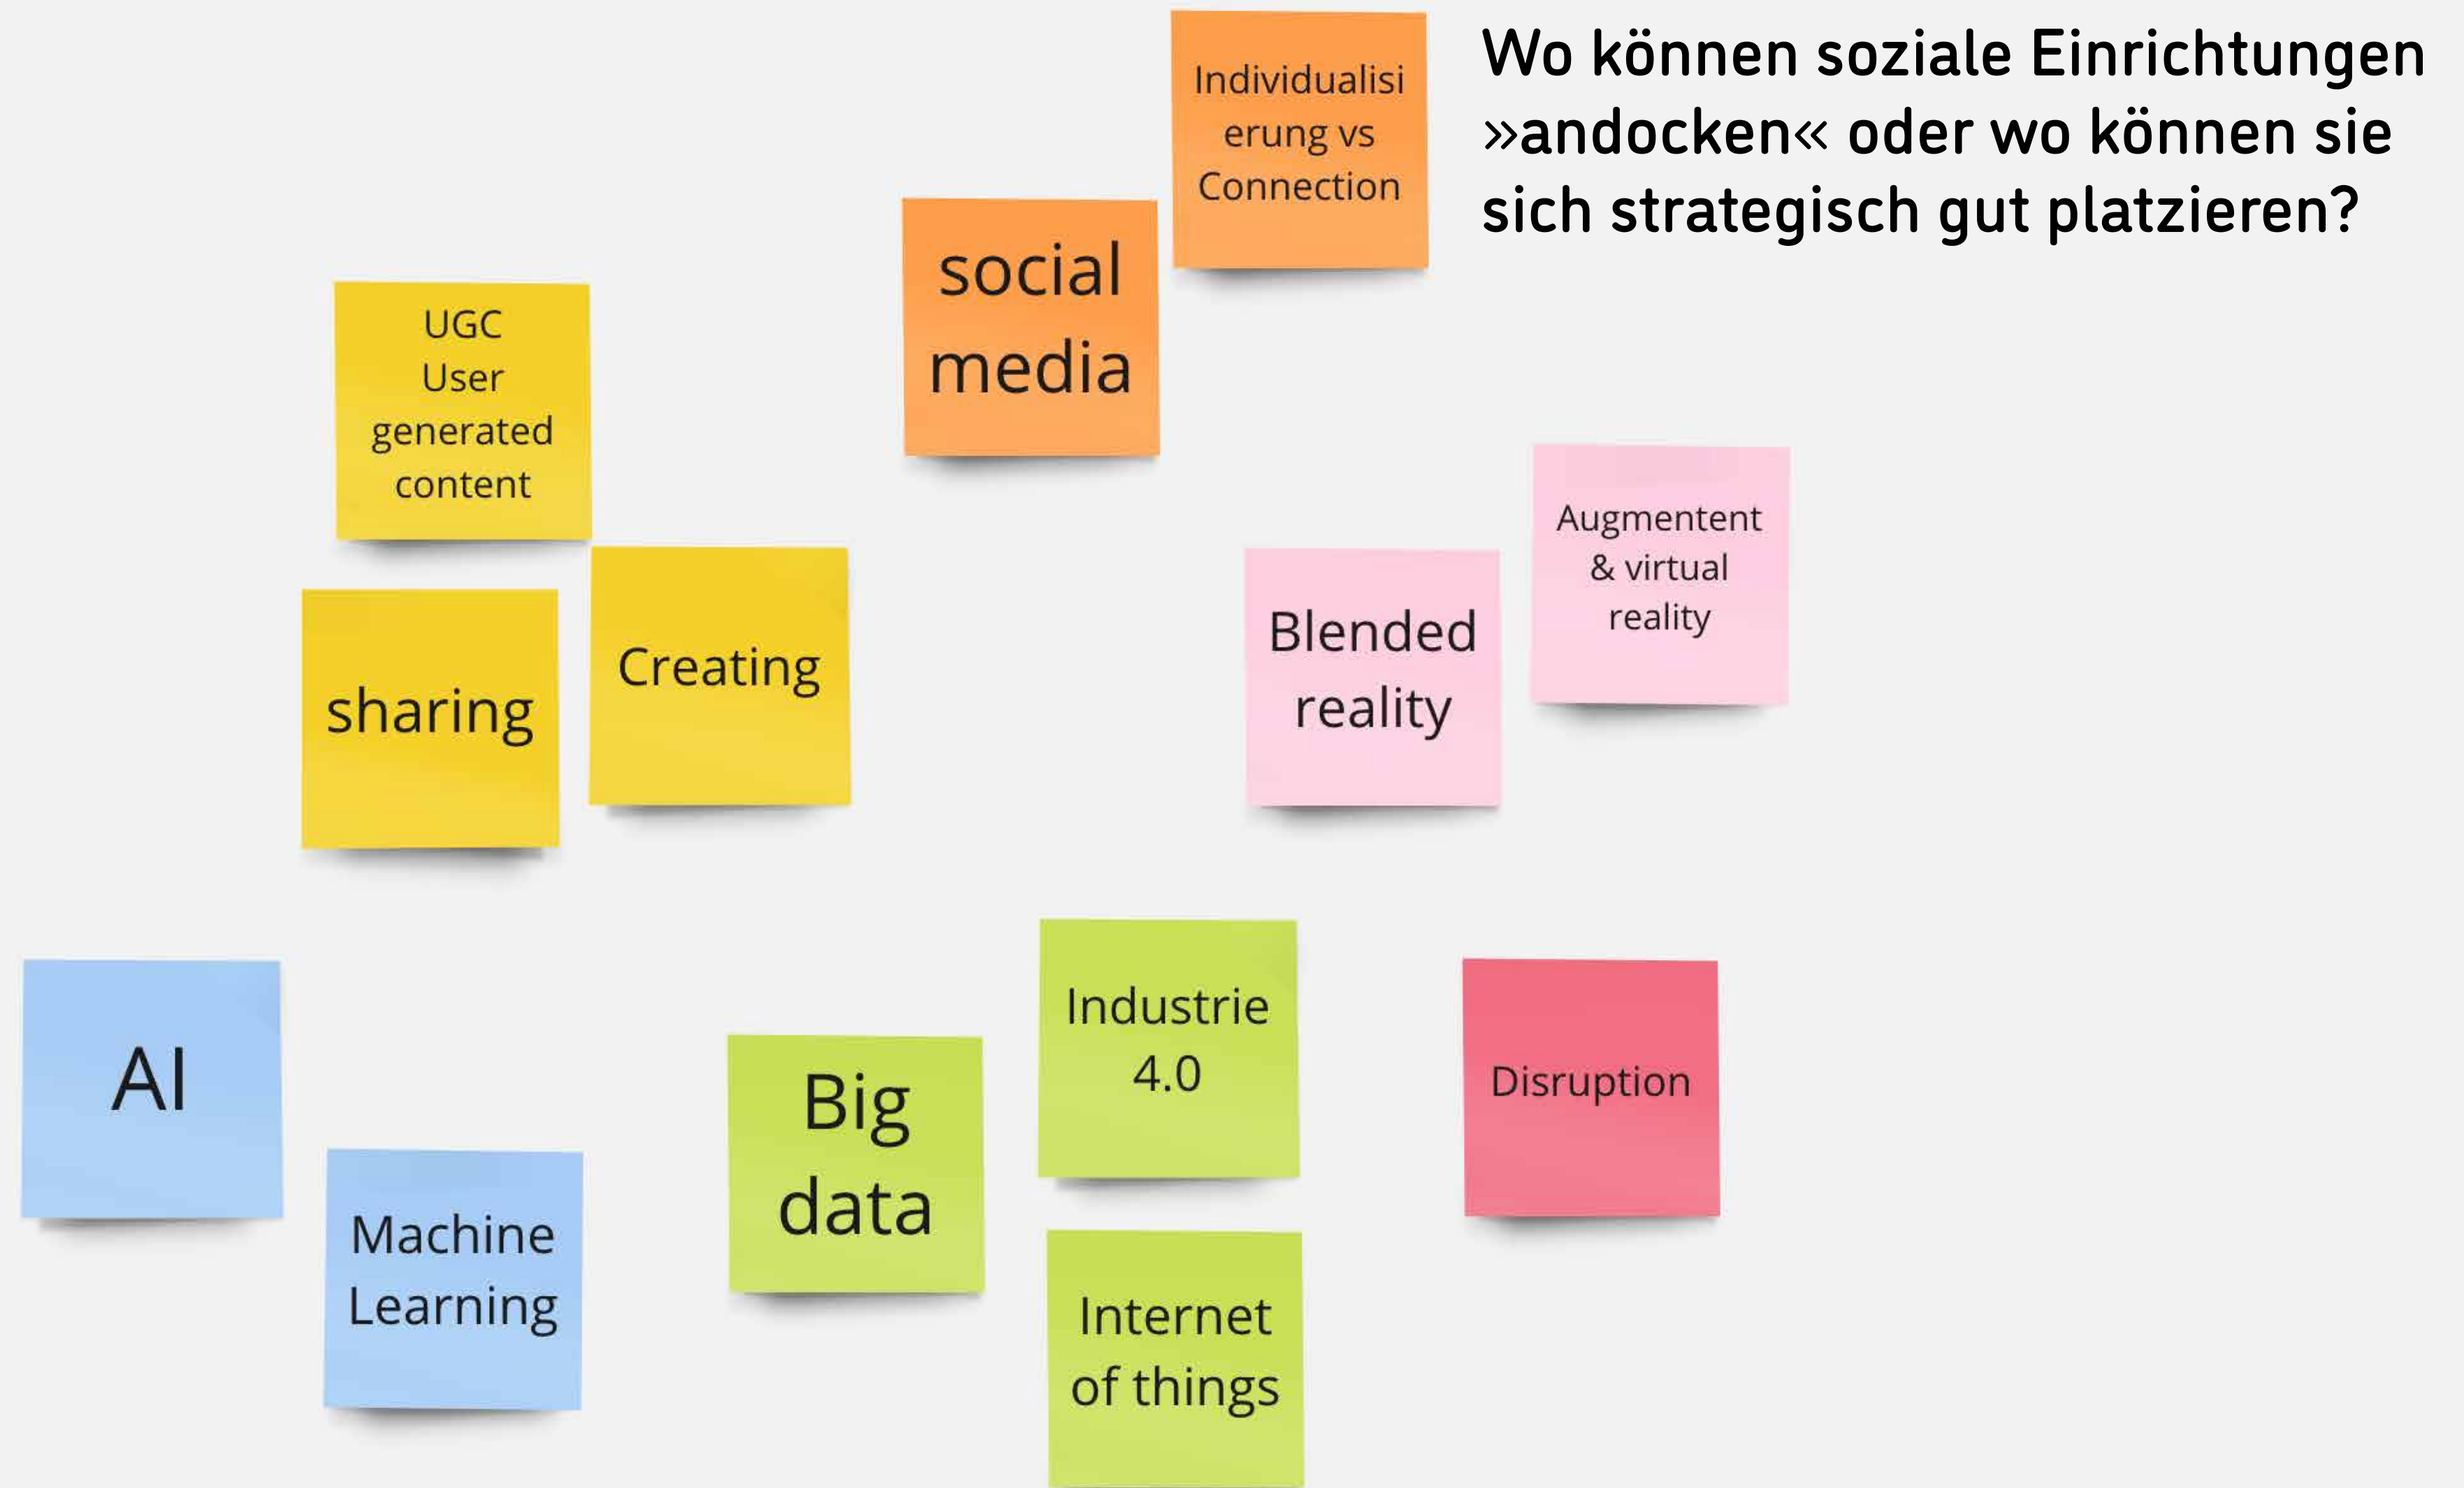 Wo können soziale Einrichtungen
»andocken« oder wo können sie
sich strategisch gut platzieren?
Individualisi
erung vs
Connection
social
media
UGC
User
generated
content
sharing
Creating
Blended
reality
Augmentent
& virtual
reality
AI
Machine
Learning
Big
data
Industrie
4.0
Internet
of things
Disruption